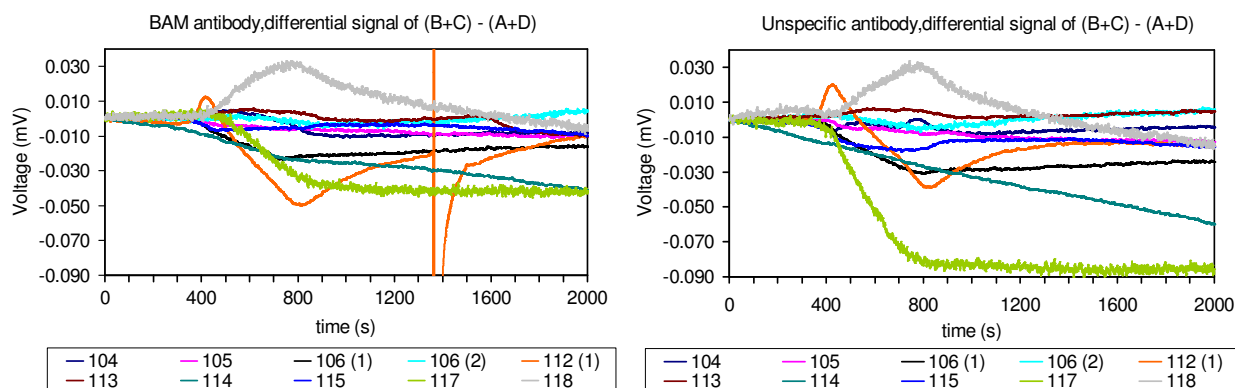 BAM antibody,differential signal of (B+C) - (A+D)
Voltage (mV)
0.030
0.010
-0.010
-0.030
-0.050
-0.070
-0.090
0 400 800 1200 1600 2000
time (s)
104 105 106 (1) 106 (2) 112 (1)
113 114 115 117 118
Unspecific antibody,differential signal of (B+C) - (A+D)
Voltage (mV)
0.030
0.010
-0.010
-0.030
-0.050
-0.070
-0.090
0 400 800 1200 1600 2000
time (s)
104 105 106 (1) 106 (2) 112 (1)
113 114 115 117 118